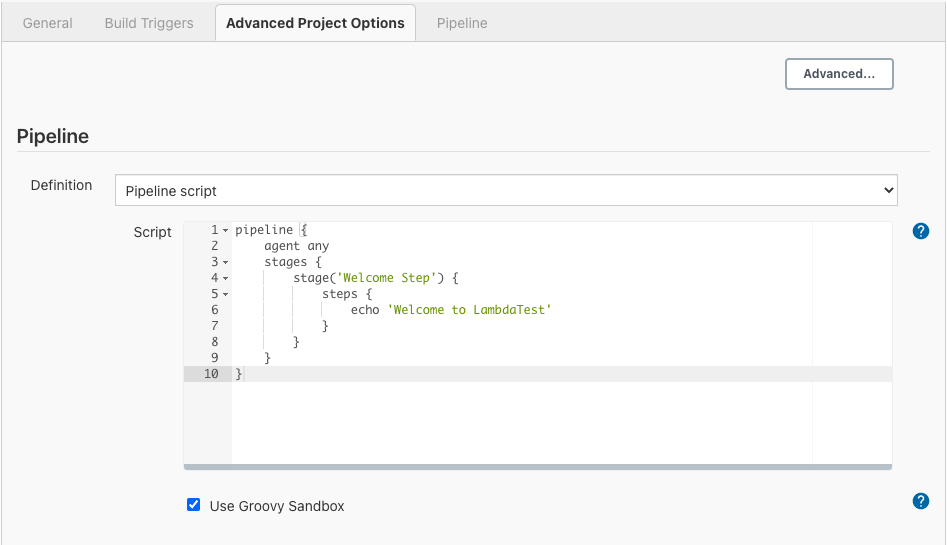 General Build Triggers Advanced Project Options Pipeline
Advanced...
Pipeline
Definition Pipeline script
Script
1 pipeline {
2     agent any
3     stages {
4         stage('Welcome Step') {
5             steps {
6                 echo 'Welcome to LambdaTest'
7             }
8         }
9     }
10 }
Use Groovy Sandbox